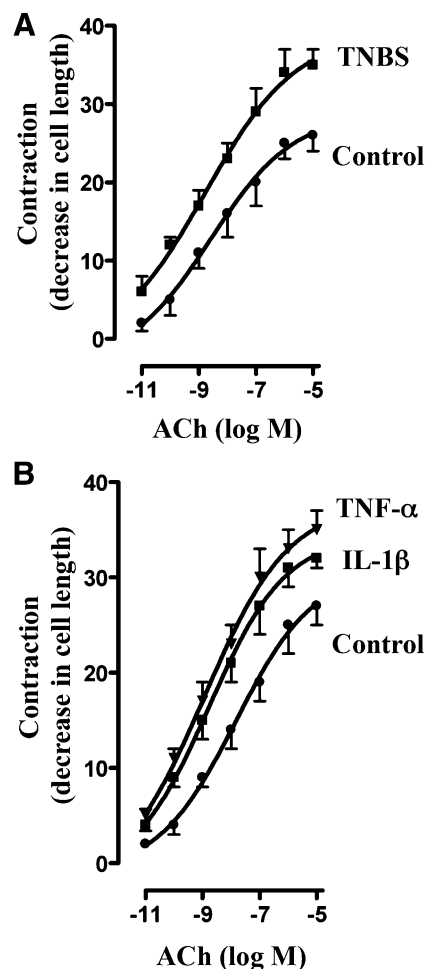 A
40
30
20
10
0
Contraction
(decrease in cell length)
TNBS
Control
-11 -9 -7 -5
ACh (log M)
B
40
30
20
10
0
Contraction
(decrease in cell length)
TNF-α
IL-1β
Control
-11 -9 -7 -5
ACh (log M)